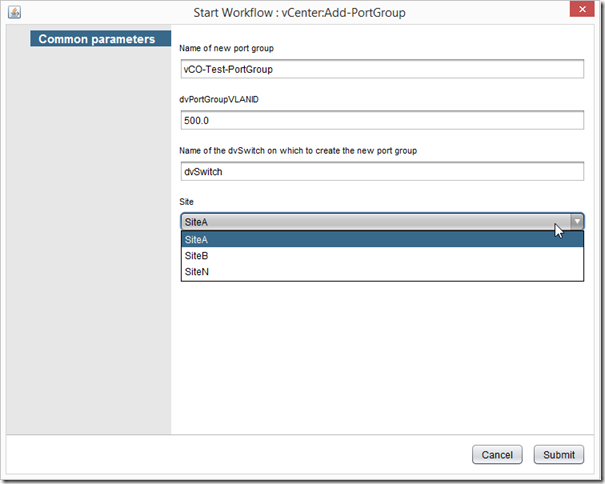 Start Workflow : vCenter:Add-PortGroup
Common parameters
Name of new port group
vCO-Test-PortGroup
dvPortGroupVLANID
500.0
Name of the dvSwitch on which to create the new port group
dvSwitch
Site
SiteA
SiteA
SiteB
SiteN
Cancel
Submit